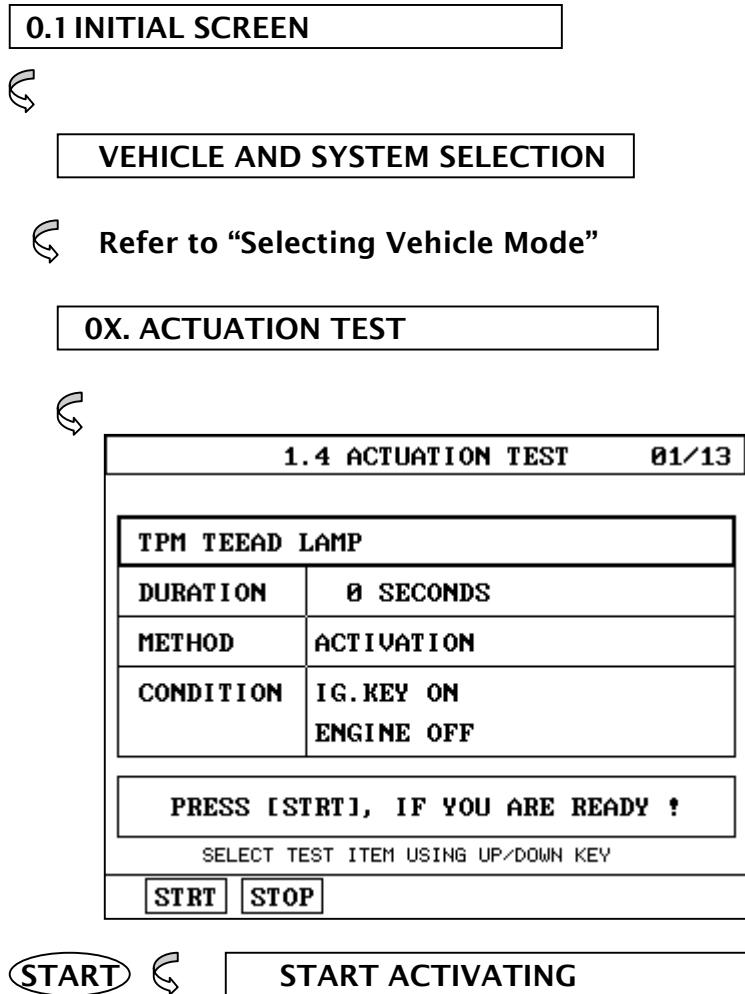 0.1 INITIAL SCREEN
VEHICLE AND SYSTEM SELECTION
Refer to “Selecting Vehicle Mode”
0X. ACTUATION TEST
1.4 ACTUATION TEST 01/13
TPM TEEAD LAMP
DURATION 0 SECONDS
METHOD ACTIVATION
CONDITION IG.KEY ON
ENGINE OFF
PRESS [STRT], IF YOU ARE READY !
SELECT TEST ITEM USING UP/DOWN KEY
STRT STOP
START START ACTIVATING